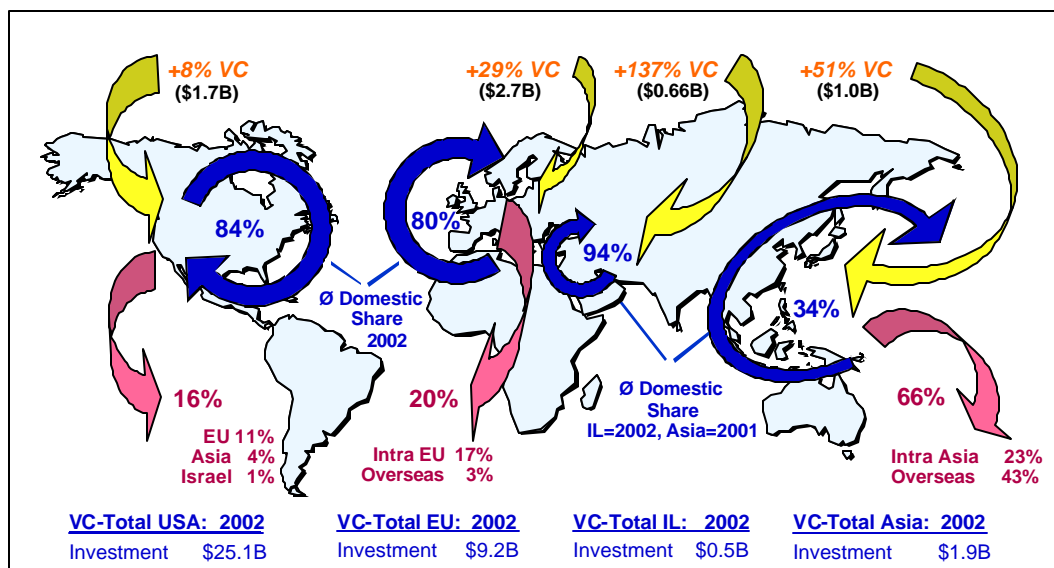 +8% VC
($1.7B)
+29% VC
($2.7B)
+137% VC
($0.66B)
+51% VC
($1.0B)
84%
80%
94%
34%
Ø Domestic
Share
2002
Ø Domestic
Share
IL=2002, Asia=2001
16%
EU 11%
Asia 4%
Israel 1%
20%
Intra EU 17%
Overseas 3%
66%
Intra Asia 23%
Overseas 43%
VC-Total USA: 2002
Investment $25.1B
VC-Total EU: 2002
Investment $9.2B
VC-Total IL: 2002
Investment $0.5B
VC-Total Asia: 2002
Investment $1.9B